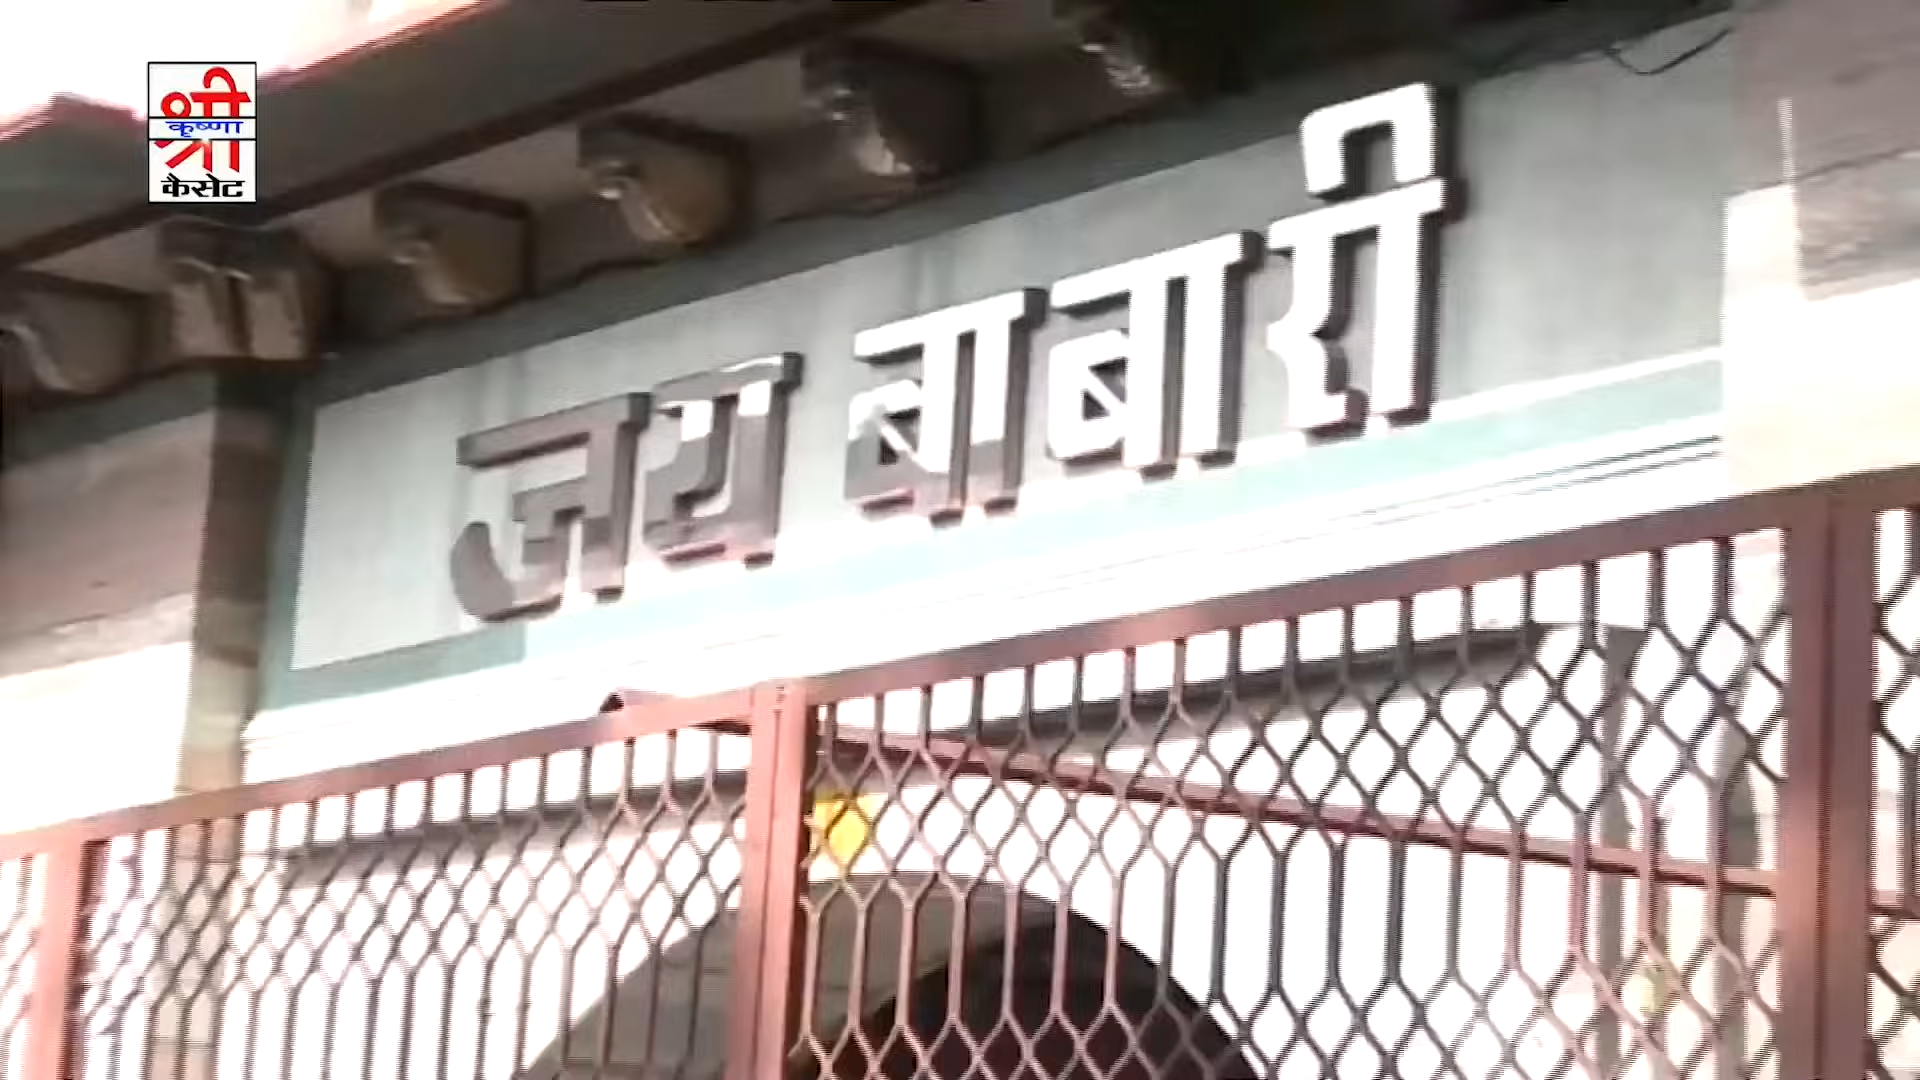 श्री
कृष्णा
श्री
कैसेट
जय बाबारी